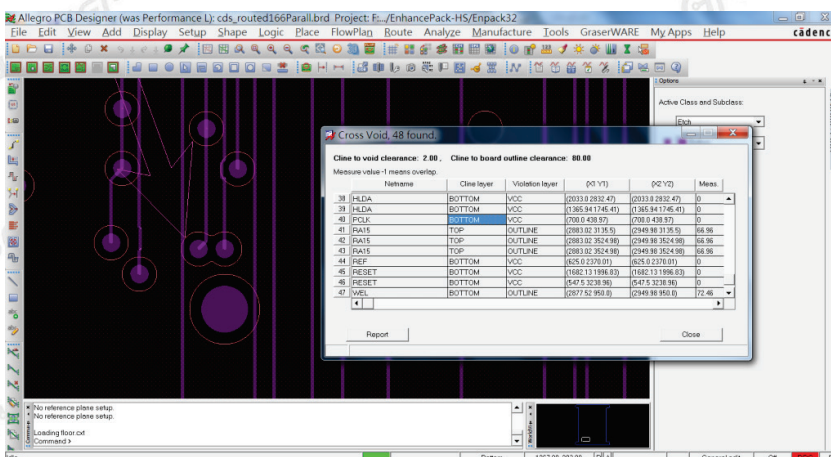 Allegro PCB Designer (was Performance L): cds_routed166Parall.brd Project: F:.../EnhancePack-HS/Enpack32
File Edit View Add Display Setup Shape Logic Place FlowPlan Route Analyze Manufacture Tools GraserWARE My Apps Help cādenc
Options
Active Class and Subclass:
Etch
Cross Void, 48 found.
Cline to void clearance: 2.00 , Cline to board outline clearance: 80.00
Measure value -1 means overlap.
Netname Cline layer Violation layer (X1 Y1) (X2 Y2) Meas.
38 HLDA BOTTOM VCC (2033.0 2832.47) (2033.0 2832.47) 0
39 HLDA BOTTOM VCC (1365.94 1745.41) (1365.94 1745.41) 0
40 PCLK BOTTOM VCC (700.0 438.97) (700.0 438.97) 0
41 RA15 TOP OUTLINE (2883.02 3135.5) (2949.98 3135.5) 66.96
42 RA15 TOP OUTLINE (2883.02 3524.98) (2949.98 3524.98) 66.96
43 RA15 TOP OUTLINE (2883.02 3524.98) (2949.98 3524.98) 66.96
44 REF BOTTOM VCC (625.0 2370.01) (625.0 2370.01) 0
45 RESET BOTTOM VCC (1682.13 1996.83) (1682.13 1996.83) 0
46 RESET BOTTOM VCC (547.5 3238.96) (547.5 3238.96) 0
47 WEL BOTTOM OUTLINE (2877.52 950.0) (2949.98 950.0) 72.46
Report Close
No reference plane setup.
No reference plane setup.
Loading floor.cxt
Command >